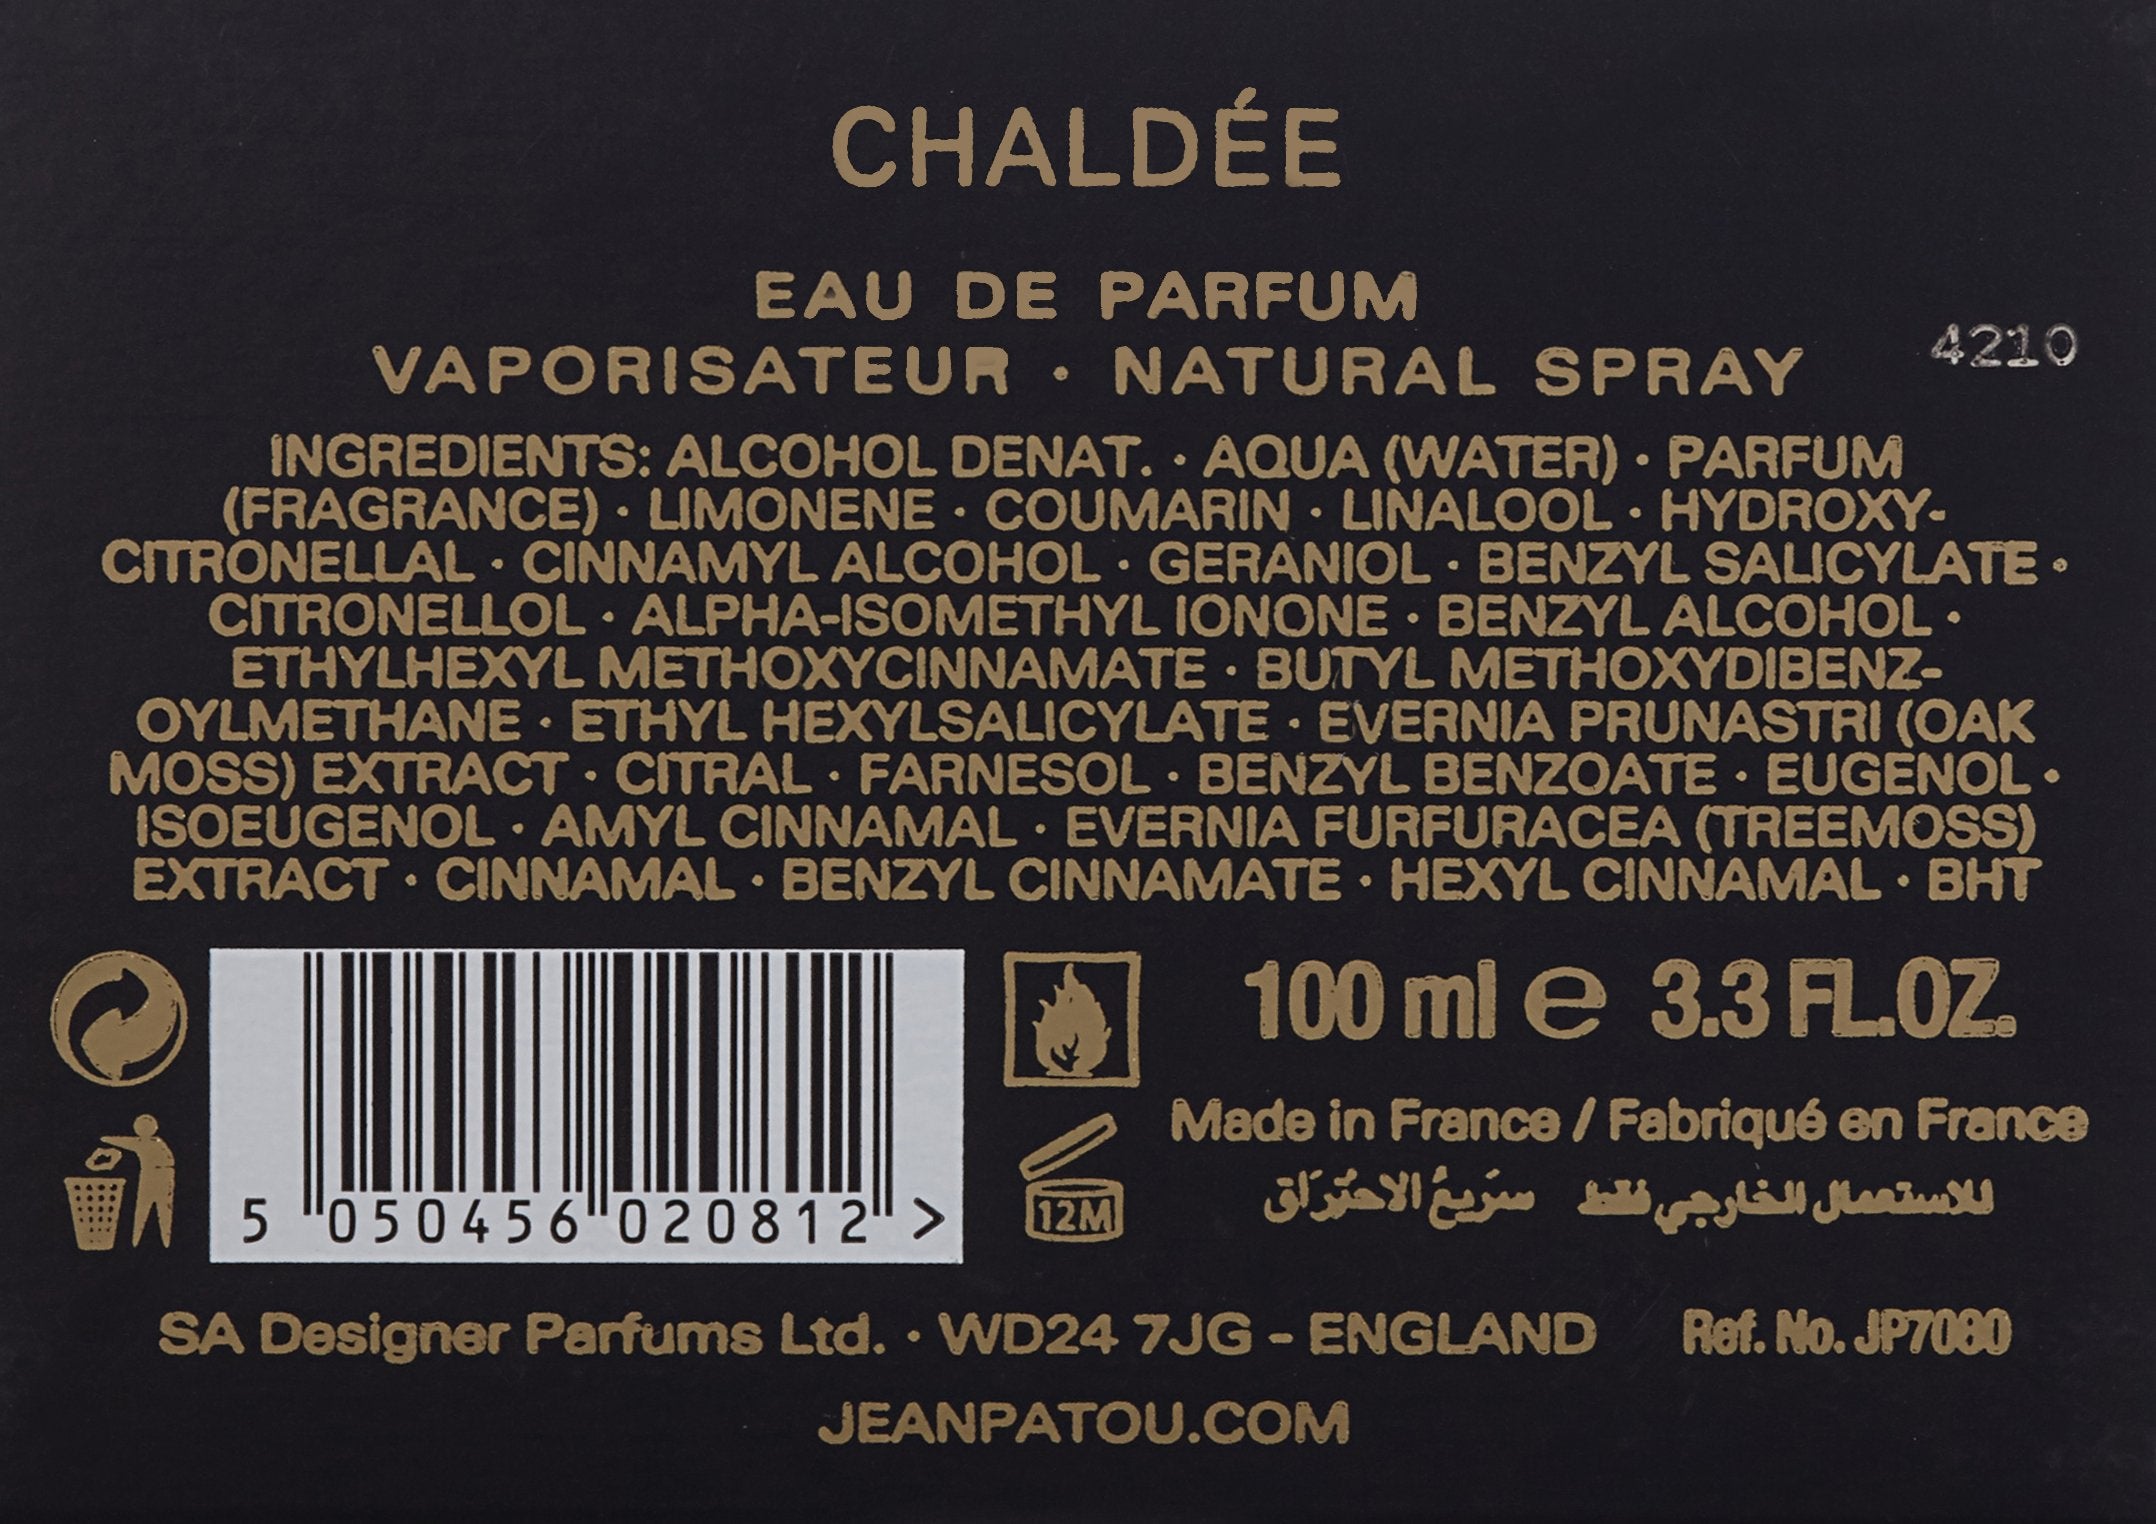 CHALDÉE
EAU DE PARFUM
VAPORISATEUR · NATURAL SPRAY
4210
INGREDIENTS: ALCOHOL DENAT. · AQUA (WATER) · PARFUM
(FRAGRANCE) · LIMONENE · COUMARIN · LINALOOL · HYDROXY-
CITRONELLAL · CINNAMYL ALCOHOL · GERANIOL · BENZYL SALICYLATE ·
CITRONELLOL · ALPHA-ISOMETHYL IONONE · BENZYL ALCOHOL ·
ETHYLHEXYL METHOXYCINNAMATE · BUTYL METHOXYDIBENZ-
OYLMETHANE · ETHYL HEXYLSALICYLATE · EVERNIA PRUNASTRI (OAK
MOSS) EXTRACT · CITRAL · FARNESOL · BENZYL BENZOATE · EUGENOL ·
ISOEUGENOL · AMYL CINNAMAL · EVERNIA FURFURACEA (TREEMOSS)
EXTRACT · CINNAMAL · BENZYL CINNAMATE · HEXYL CINNAMAL · BHT
5 050456 020812 >
12M
100 ml e 3.3 FL.OZ.
Made in France / Fabriqué en France
للاستعمال الخارجي فقط سَرِيعُ الاحتِرَاق
SA Designer Parfums Ltd. · WD24 7JG - ENGLAND
Ref. No. JP7080
JEANPATOU.COM